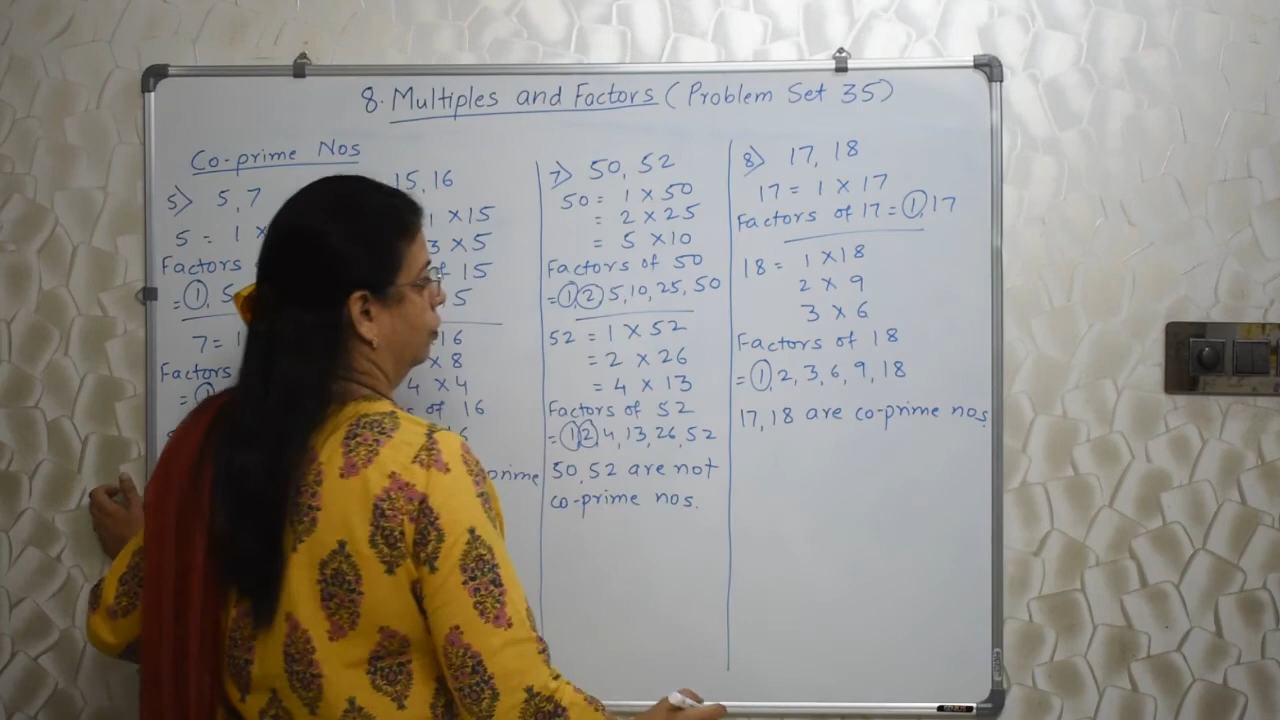 8. Multiples and Factors (Problem Set 35)
Co-prime Nos
5) 5, 7
5 = 1 ×
Factors
= 1, 5
7 = 1
Factors
= 1
15, 16
1 × 15
3 × 5
of 15
5
16
× 8
4 × 4
of 16
16
prime
7) 50, 52
50 = 1 × 50
= 2 × 25
= 5 × 10
Factors of 50
= 1, 2, 5, 10, 25, 50
52 = 1 × 52
= 2 × 26
= 4 × 13
Factors of 52
= 1, 2, 4, 13, 26, 52
50, 52 are not
co-prime nos.
8) 17, 18
17 = 1 × 17
Factors of 17 = 1, 17
18 = 1 × 18
2 × 9
3 × 6
Factors of 18
= 1, 2, 3, 6, 9, 18
17, 18 are co-prime nos.